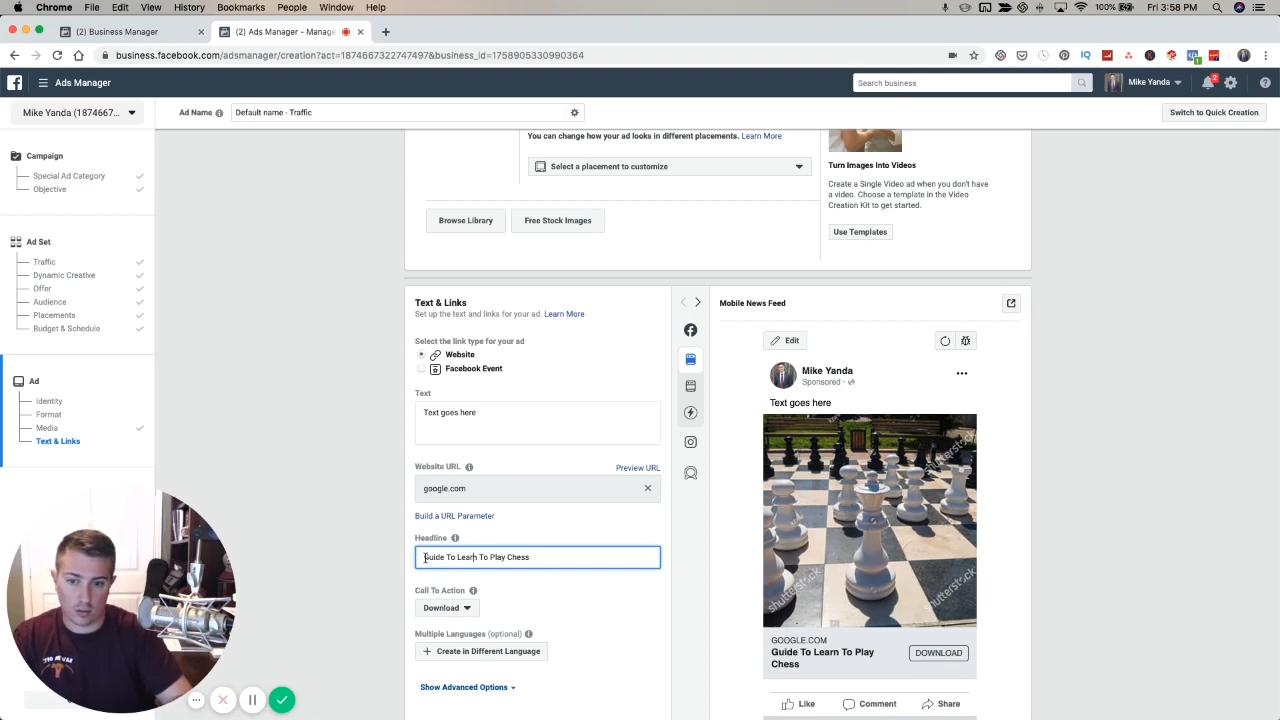 Chrome File Edit View History Bookmarks People Window Help
100% Fri 3:58 PM
(2) Business Manager
(2) Ads Manager - Manage
business.facebook.com/adsmanager/creation?act=1874667322747497&business_id=1758905330990364
Ads Manager
Search business
Mike Yanda
2
Mike Yanda (1874667...
Ad Name
Default name - Traffic
Switch to Quick Creation
Campaign
Special Ad Category
Objective
Ad Set
Traffic
Dynamic Creative
Offer
Audience
Placements
Budget & Schedule
Ad
Identity
Format
Media
Text & Links
You can change how your ad looks in different placements. Learn More
Select a placement to customize
Browse Library
Free Stock Images
Turn Images Into Videos
Create a Single Video ad when you don't have
a video. Choose a template in the Video
Creation Kit to get started.
Use Templates
Text & Links
Set up the text and links for your ad. Learn More
Select the link type for your ad
Website
Facebook Event
Text
Text goes here
Website URL
Preview URL
google.com
Build a URL Parameter
Headline
Guide To Learn To Play Chess
Call To Action
Download
Multiple Languages (optional)
Create in Different Language
Show Advanced Options
Mobile News Feed
Edit
Mike Yanda
Sponsored
Text goes here
shutterstock
shutterstock
shutterstock
GOOGLE.COM
Guide To Learn To Play
Chess
DOWNLOAD
Like
Comment
Share